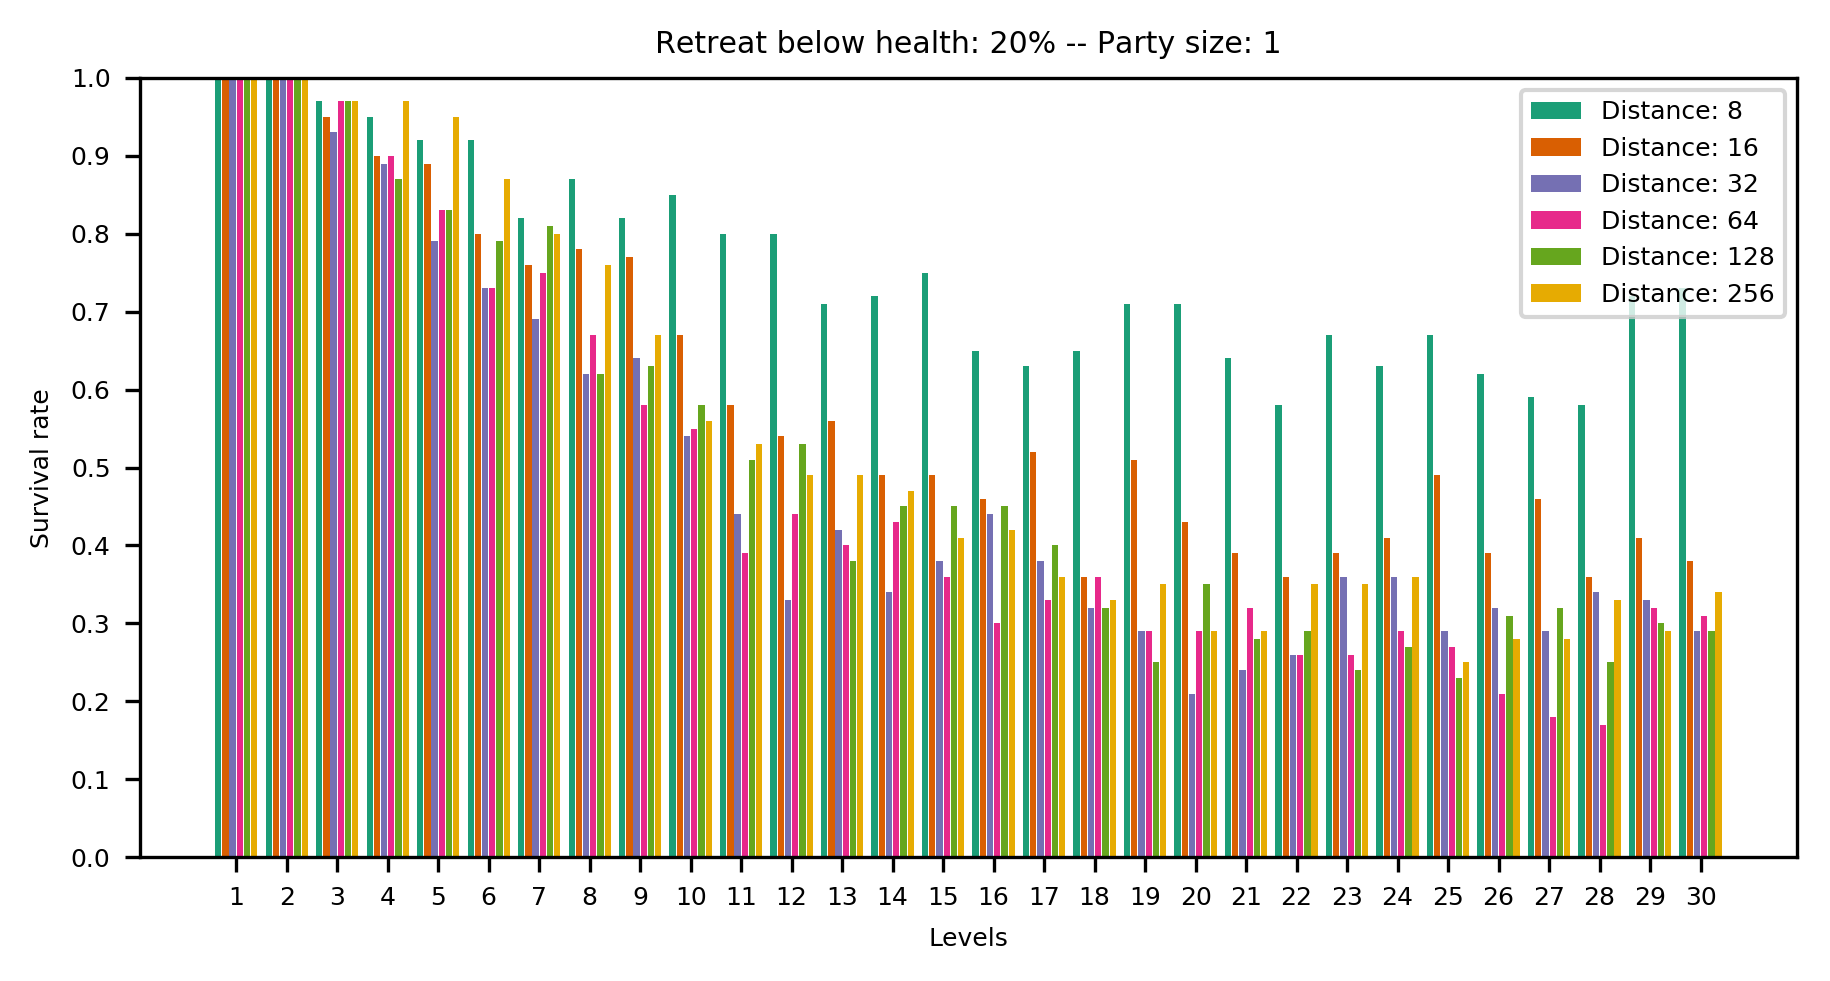 Retreat below health: 20% -- Party size: 1
1.0
0.9
0.8
0.7
0.6
0.5
0.4
0.3
0.2
0.1
0.0
Survival rate
Distance: 8
Distance: 16
Distance: 32
Distance: 64
Distance: 128
Distance: 256
1 2 3 4 5 6 7 8 9 10 11 12 13 14 15 16 17 18 19 20 21 22 23 24 25 26 27 28 29 30
Levels